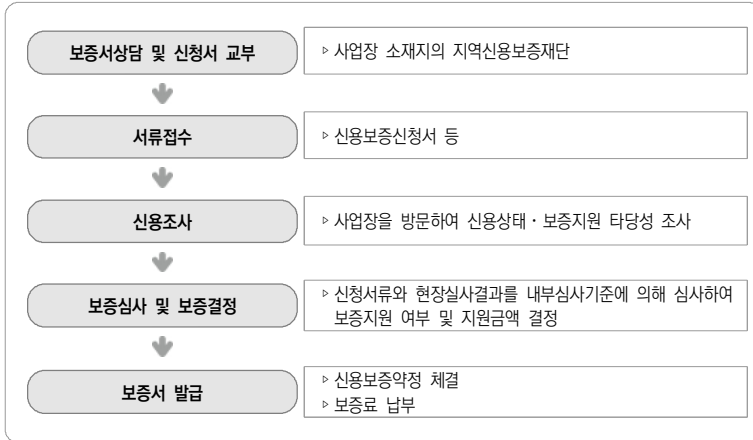 보증서상담 및 신청서 교부
▹ 사업장 소재지의 지역신용보증재단
서류접수
▹ 신용보증신청서 등
신용조사
▹ 사업장을 방문하여 신용상태·보증지원 타당성 조사
보증심사 및 보증결정
▹ 신청서류와 현장실사결과를 내부심사기준에 의해 심사하여
보증지원 여부 및 지원금액 결정
보증서 발급
▹ 신용보증약정 체결
▹ 보증료 납부